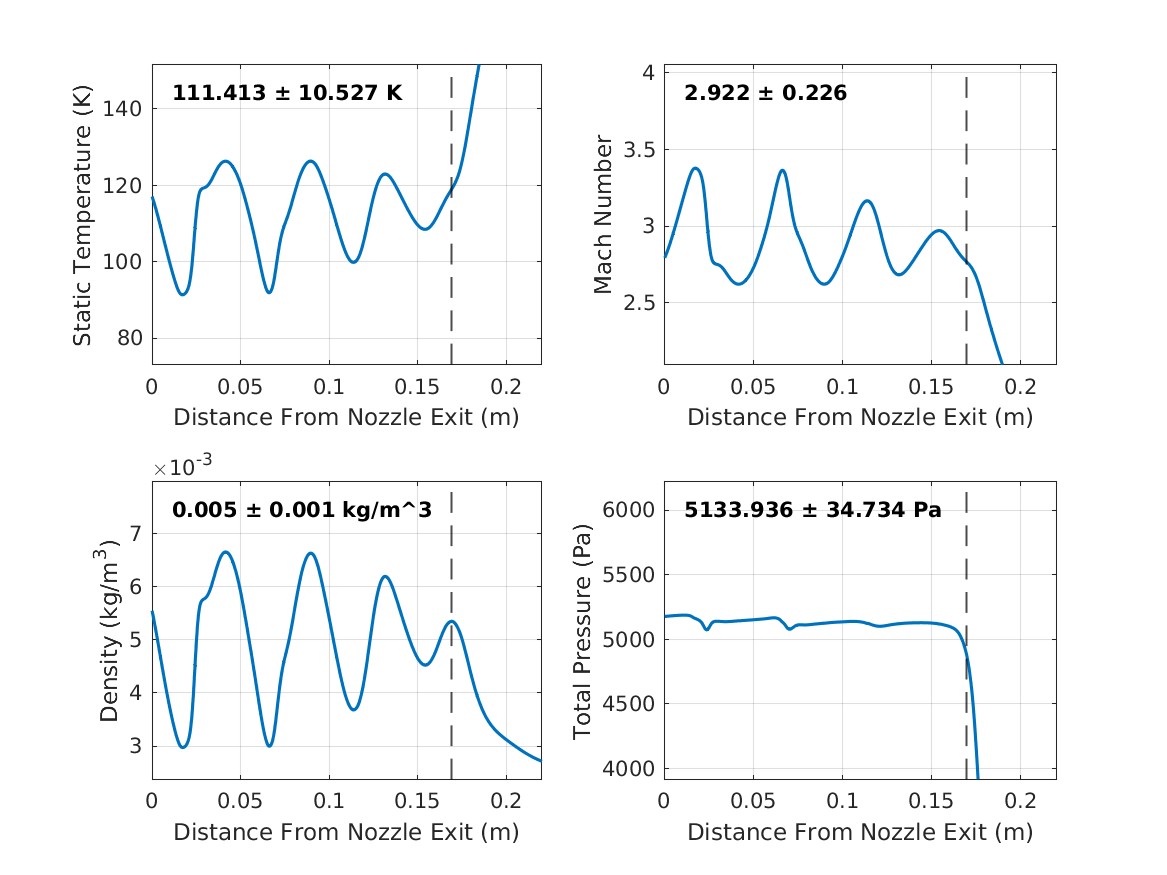 111.413 ± 10.527 K
Static Temperature (K)
140
120
100
80
0 0.05 0.1 0.15 0.2
Distance From Nozzle Exit (m)
2.922 ± 0.226
Mach Number
4
3.5
3
2.5
0 0.05 0.1 0.15 0.2
Distance From Nozzle Exit (m)
×10^-3
0.005 ± 0.001 kg/m^3
Density (kg/m³)
7
6
5
4
3
0 0.05 0.1 0.15 0.2
Distance From Nozzle Exit (m)
5133.936 ± 34.734 Pa
Total Pressure (Pa)
6000
5500
5000
4500
4000
0 0.05 0.1 0.15 0.2
Distance From Nozzle Exit (m)